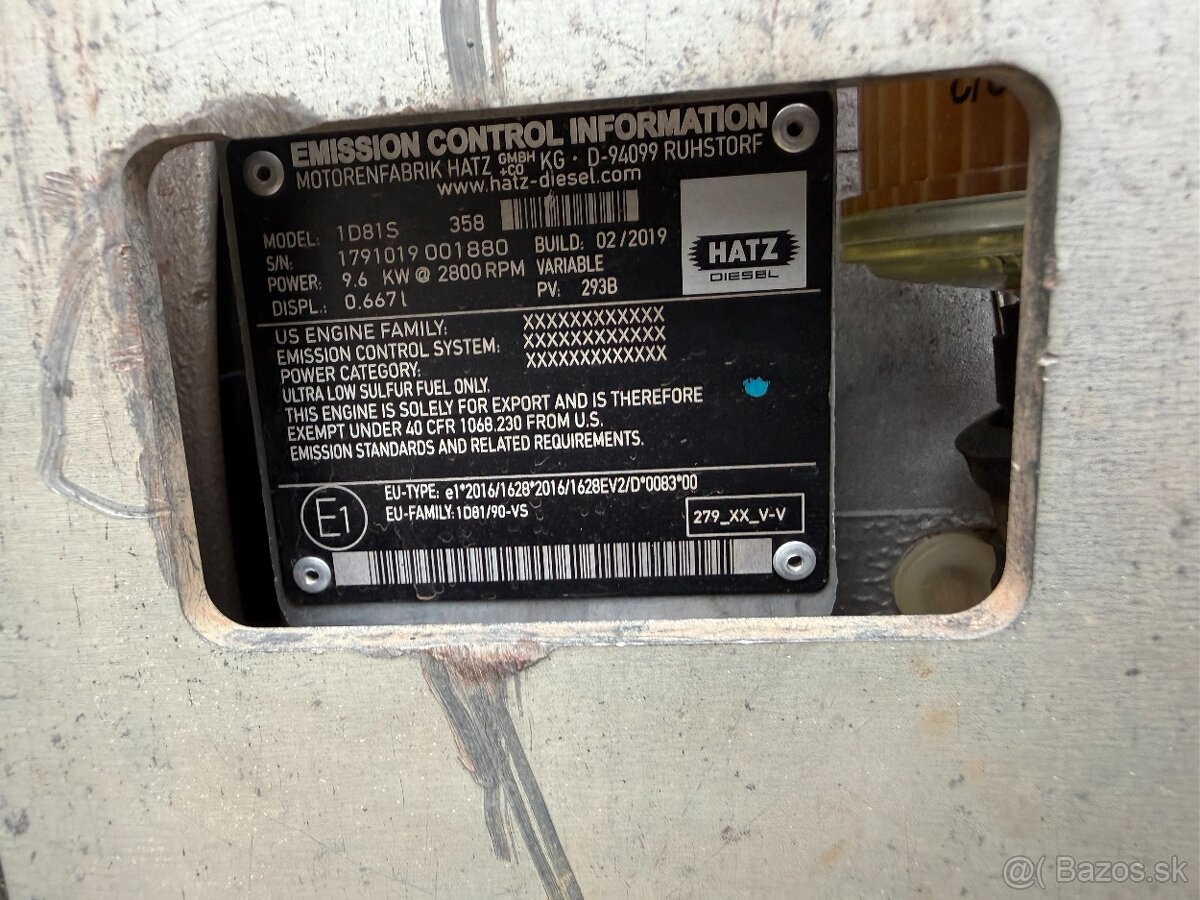 EMISSION CONTROL INFORMATION
MOTORENFABRIK HATZ GMBH +CO KG · D-94099 RUHSTORF
www.hatz-diesel.com
MODEL: 1D81S 358
S/N: 1791019 001880 BUILD: 02/2019
POWER: 9.6 KW @ 2800 RPM VARIABLE
DISPL.: 0.667 l PV: 293B
HATZ
DIESEL
US ENGINE FAMILY: XXXXXXXXXXXX
EMISSION CONTROL SYSTEM: XXXXXXXXXXXX
POWER CATEGORY: XXXXXXXXXXXX
ULTRA LOW SULFUR FUEL ONLY.
THIS ENGINE IS SOLELY FOR EXPORT AND IS THEREFORE
EXEMPT UNDER 40 CFR 1068.230 FROM U.S.
EMISSION STANDARDS AND RELATED REQUIREMENTS.
E1
EU-TYPE: e1*2016/1628*2016/1628EV2/D*0083*00
EU-FAMILY: 1D81/90-VS
279_XX_V-V
@( Bazos.sk